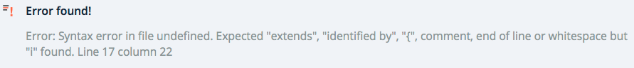 Error found!
Error: Syntax error in file undefined. Expected "extends", "identified by", "{", comment, end of line or whitespace but
"i" found. Line 17 column 22